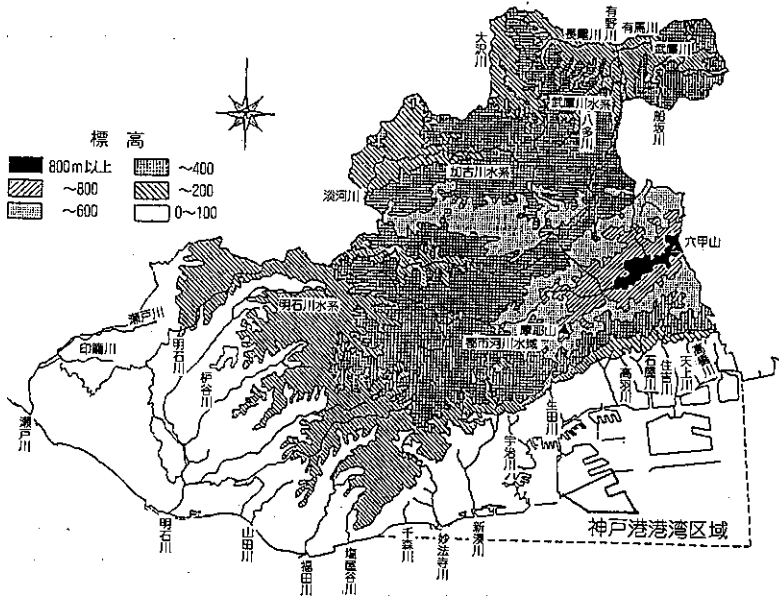 有野川
有馬川
長尾川
武庫川
大沢川
武庫川水系
八多川
船坂川
標高
800m以上
～800
～600
～400
～200
0～100
加古川水系
淡河川
六甲山
摩耶山
都市河川水域
明石川水系
瀬戸川
印籠川
明石川
栌谷川
瀬戸川
明石川
山田川
福田川
塩屋谷川
千森川
妙法寺川
新湊川
宇治川
生田川
高羽川
石屋川
住吉川
天上川
高橋川
神戸港港湾区域